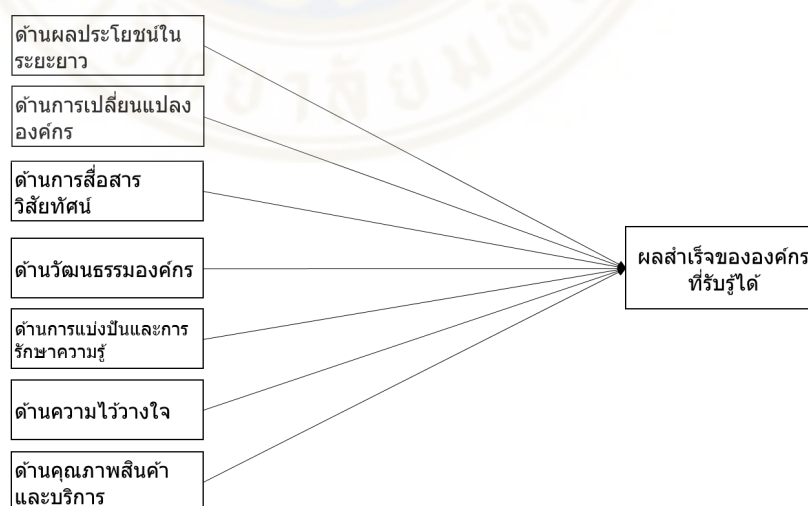 ด้านผลประโยชน์ใน
ระยะยาว
ด้านการเปลี่ยนแปลง
องค์กร
ด้านการสื่อสาร
วิสัยทัศน์
ด้านวัฒนธรรมองค์กร
ด้านการแบ่งปันและการ
รักษาความรู้
ด้านความไว้วางใจ
ด้านคุณภาพสินค้า
และบริการ
ผลสำเร็จขององค์กร
ที่รับรู้ได้